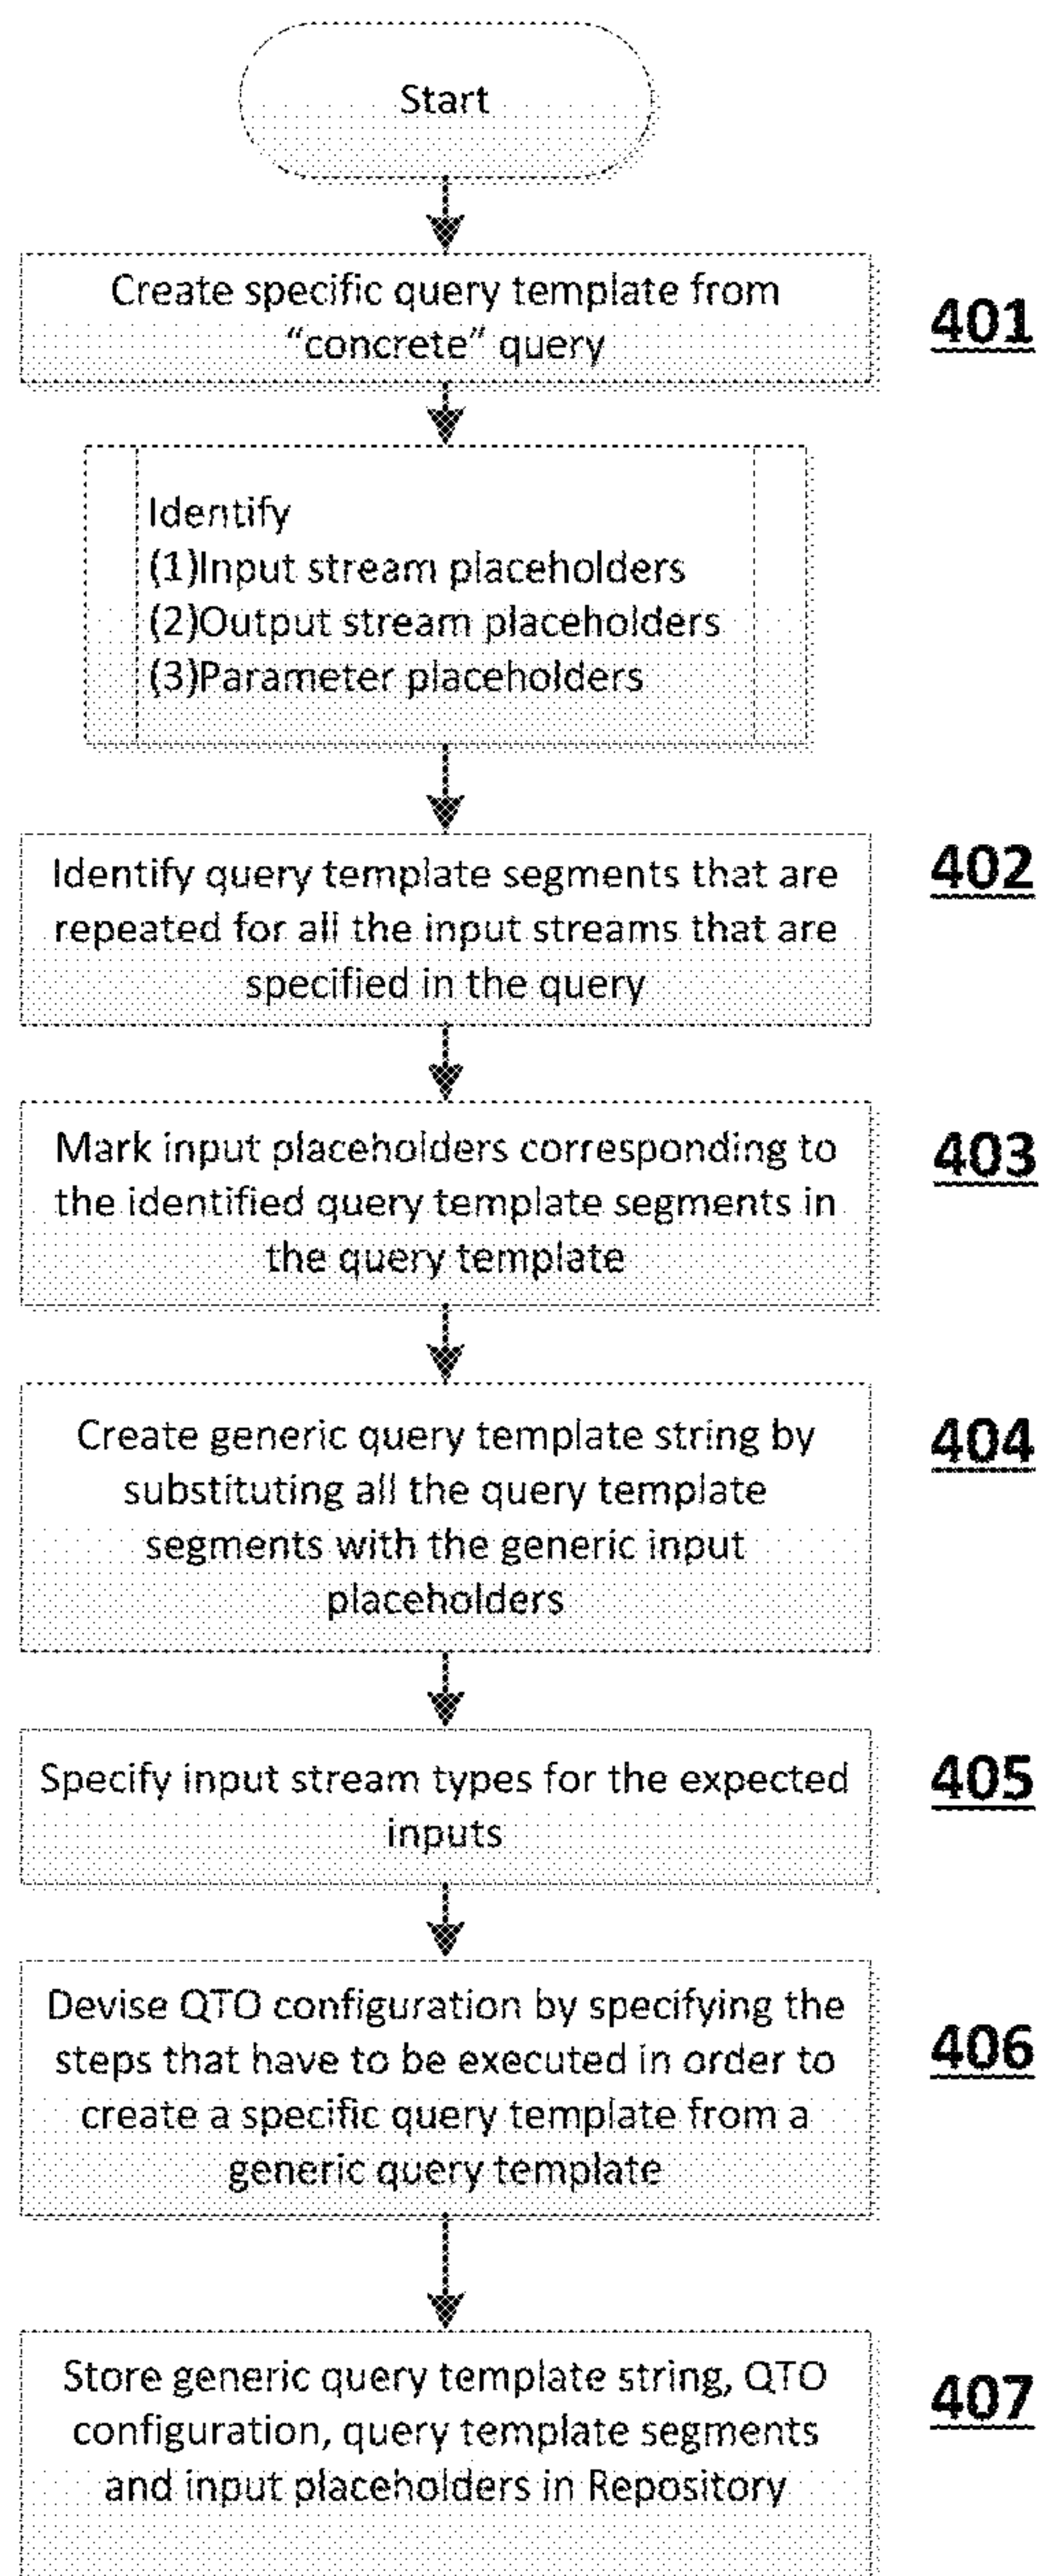 Start
Create specific query template from
“concrete” query
401
Identify
(1)Input stream placeholders
(2)Output stream placeholders
(3)Parameter placeholders
Identify query template segments that are
repeated for all the input streams that are
specified in the query
402
Mark input placeholders corresponding to
the identified query template segments in
the query template
403
Create generic query template string by
substituting all the query template
segments with the generic input
placeholders
404
Specify input stream types for the expected
inputs
405
Devise QTO configuration by specifying the
steps that have to be executed in order to
create a specific query template from a
generic query template
406
Store generic query template string, QTO
configuration, query template segments
and input placeholders in Repository
407